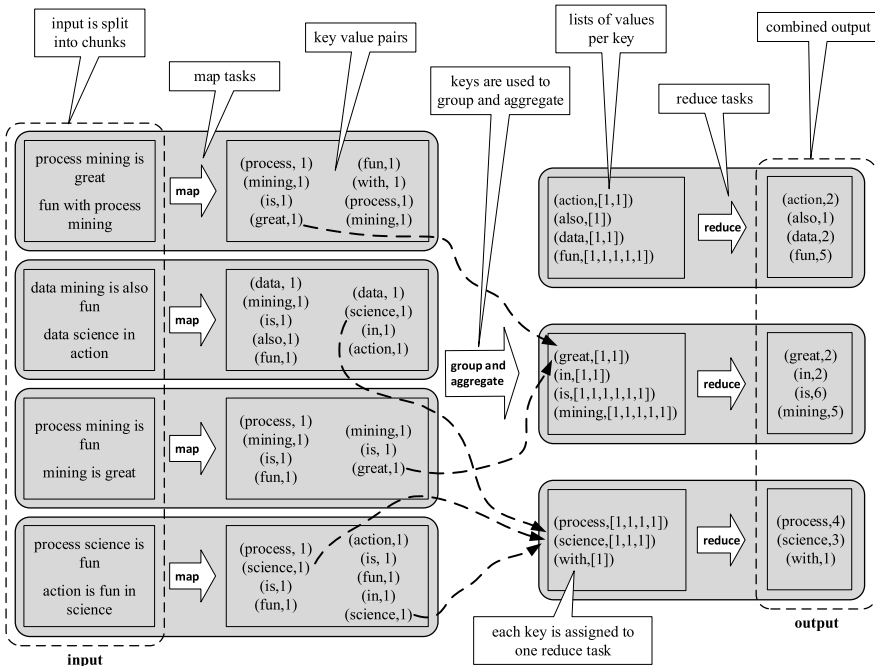 input is split
into chunks
map tasks
key value pairs
keys are used to
group and aggregate
lists of values
per key
reduce tasks
combined output
process mining is
great
fun with process
mining
map
(process, 1)
(mining,1)
(is,1)
(great,1)
(fun,1)
(with, 1)
(process,1)
(mining,1)
data mining is also
fun
data science in
action
map
(data, 1)
(mining,1)
(is,1)
(also,1)
(fun,1)
(data, 1)
(science,1)
(in,1)
(action,1)
process mining is
fun
mining is great
map
(process, 1)
(mining,1)
(is,1)
(fun,1)
(mining,1)
(is, 1)
(great,1)
process science is
fun
action is fun in
science
map
(process, 1)
(science,1)
(is,1)
(fun,1)
(action,1)
(is, 1)
(fun,1)
(in,1)
(science,1)
input
group and
aggregate
(action,[1,1])
(also,[1])
(data,[1,1])
(fun,[1,1,1,1,1])
reduce
(action,2)
(also,1)
(data,2)
(fun,5)
(great,[1,1])
(in,[1,1])
(is,[1,1,1,1,1,1])
(mining,[1,1,1,1,1])
reduce
(great,2)
(in,2)
(is,6)
(mining,5)
(process,[1,1,1,1])
(science,[1,1,1])
(with,[1])
reduce
(process,4)
(science,3)
(with,1)
each key is assigned to
one reduce task
output